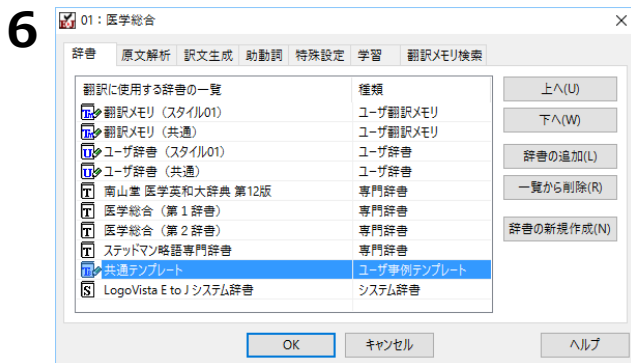 6
01：医学総合
辞書 原文解析 訳文生成 助動詞 特殊設定 学習 翻訳メモリ検索
翻訳に使用する辞書の一覧 種類
翻訳メモリ（スタイル01） ユーザ翻訳メモリ
翻訳メモリ（共通） ユーザ翻訳メモリ
ユーザ辞書（スタイル01） ユーザ辞書
ユーザ辞書（共通） ユーザ辞書
南山堂 医学英和大辞典 第12版 専門辞書
医学総合（第１辞書） 専門辞書
医学総合（第２辞書） 専門辞書
ステッドマン略語専門辞書 専門辞書
共通テンプレート ユーザ事例テンプレート
LogoVista E to J システム辞書 システム辞書
上へ(U)
下へ(W)
辞書の追加(L)
一覧から削除(R)
辞書の新規作成(N)
OK キャンセル ヘルプ